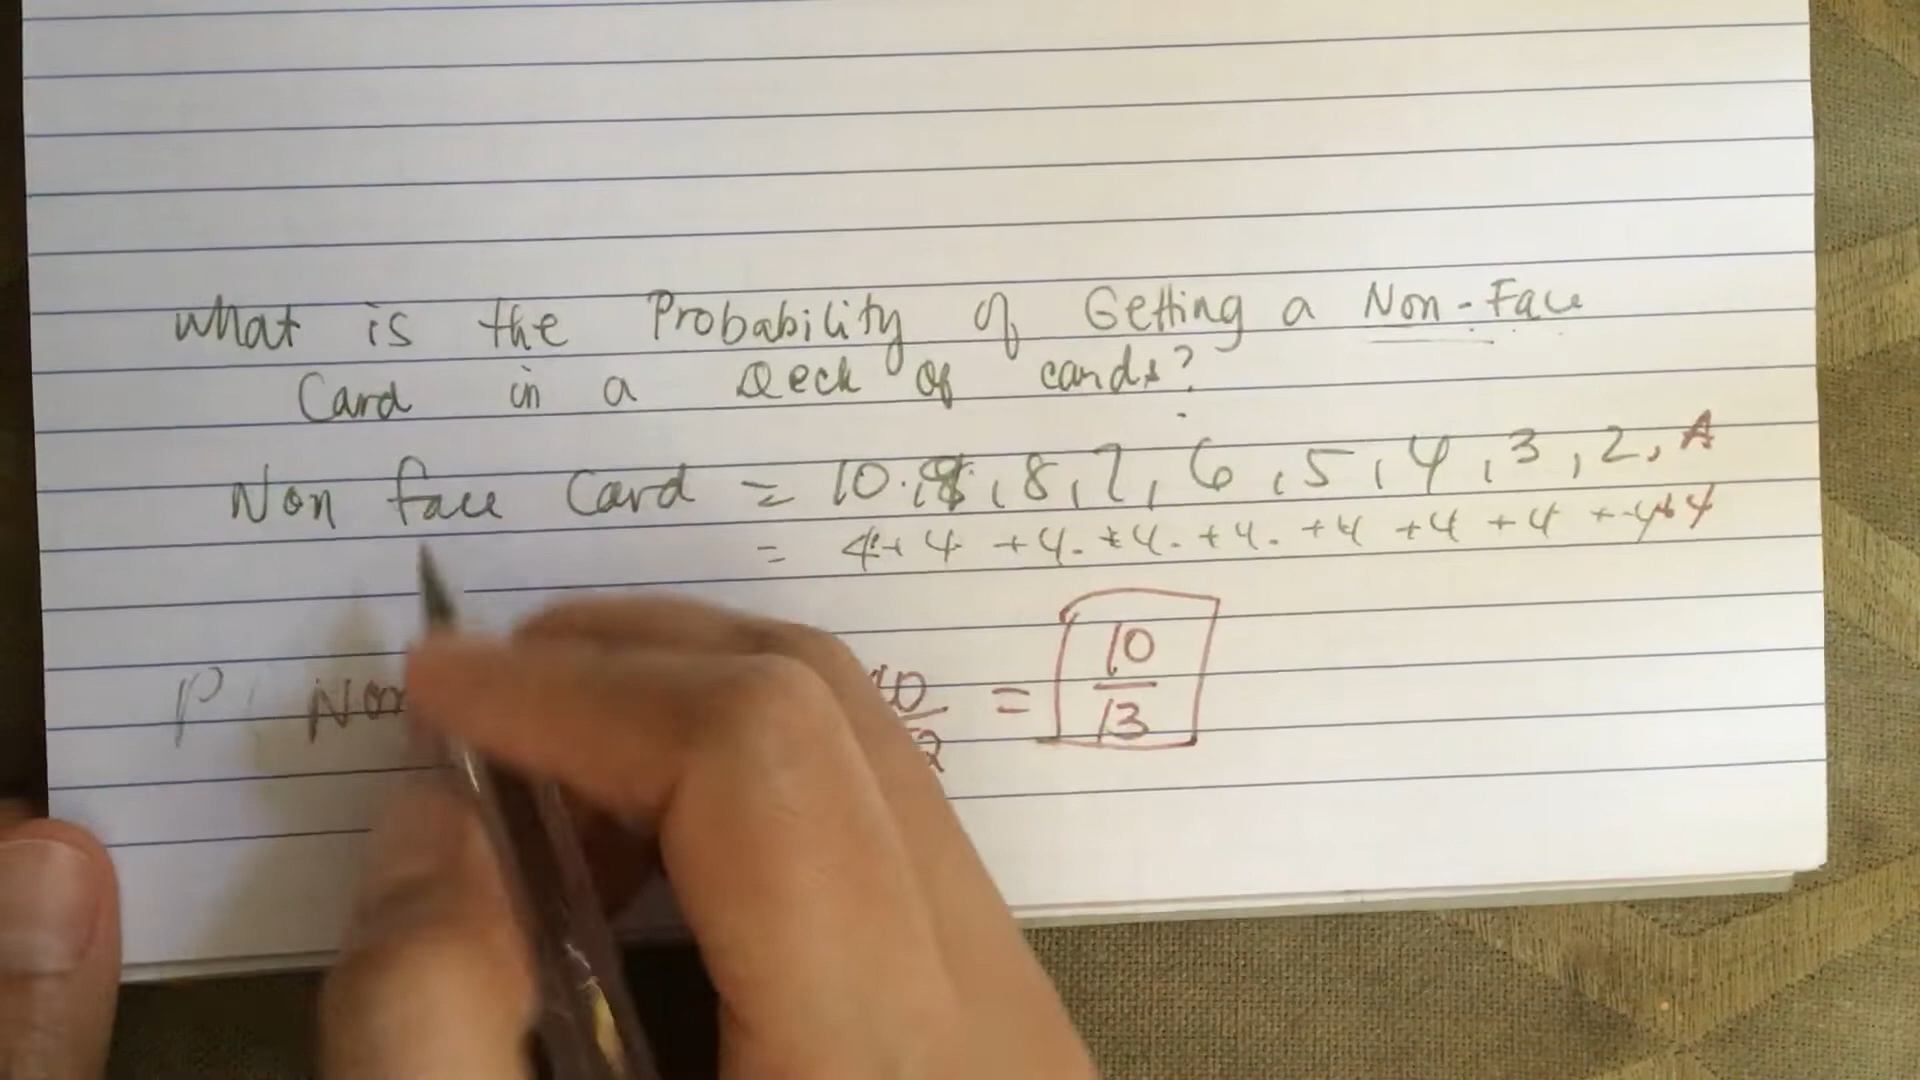 What is the Probability of Getting a Non-Face
Card in a Deck of cards?
Non face Card = 10, 9, 8, 7, 6, 5, 4, 3, 2, A
= 4+4+4+4+4+4+4+4+4+4
P Non = 10/13